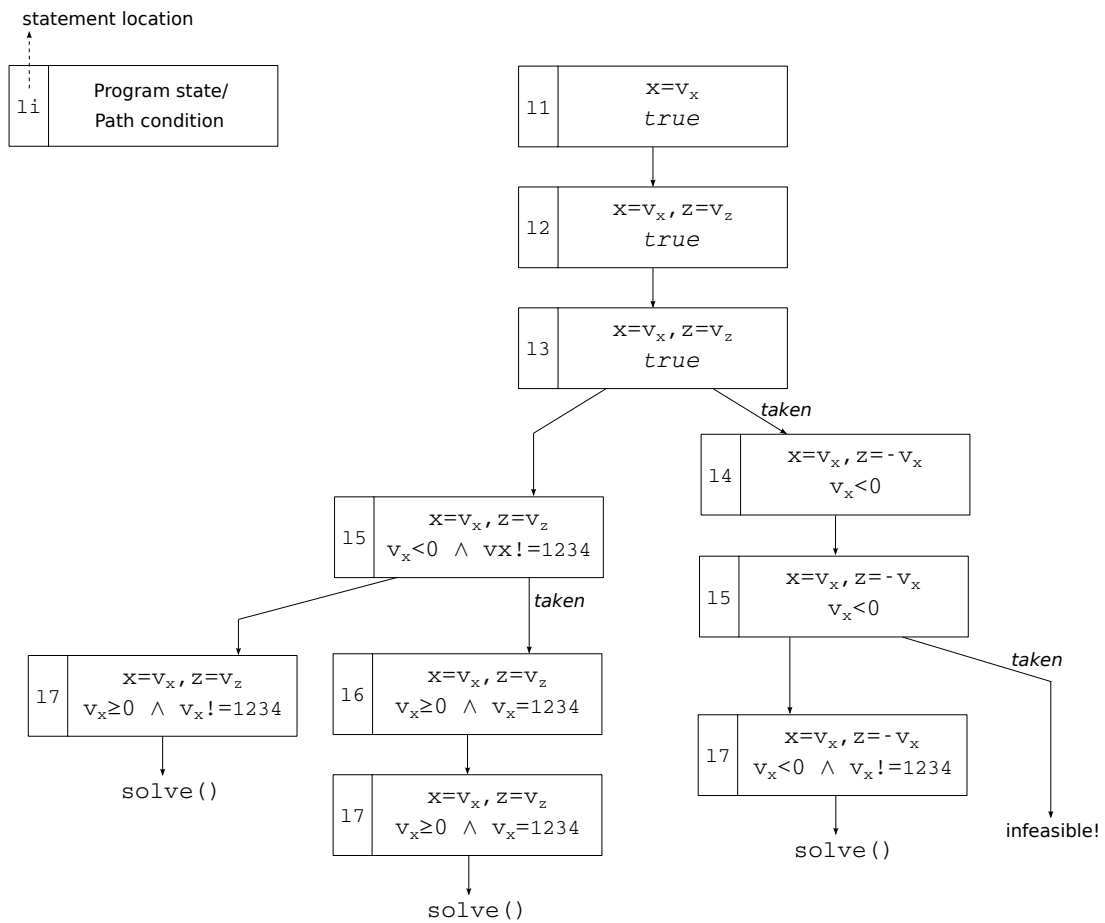 statement location
li
Program state/
Path condition
l1
x=vx
true
l2
x=vx,z=vz
true
l3
x=vx,z=vz
true
taken
l4
x=vx,z=-vx
vx<0
l5
x=vx,z=vz
vx<0 ∧ vx!=1234
taken
l5
x=vx,z=-vx
vx<0
taken
l7
x=vx,z=vz
vx≥0 ∧ vx!=1234
solve()
l6
x=vx,z=vz
vx≥0 ∧ vx=1234
l7
x=vx,z=vz
vx≥0 ∧ vx=1234
solve()
l7
x=vx,z=-vx
vx<0 ∧ vx!=1234
solve()
infeasible!